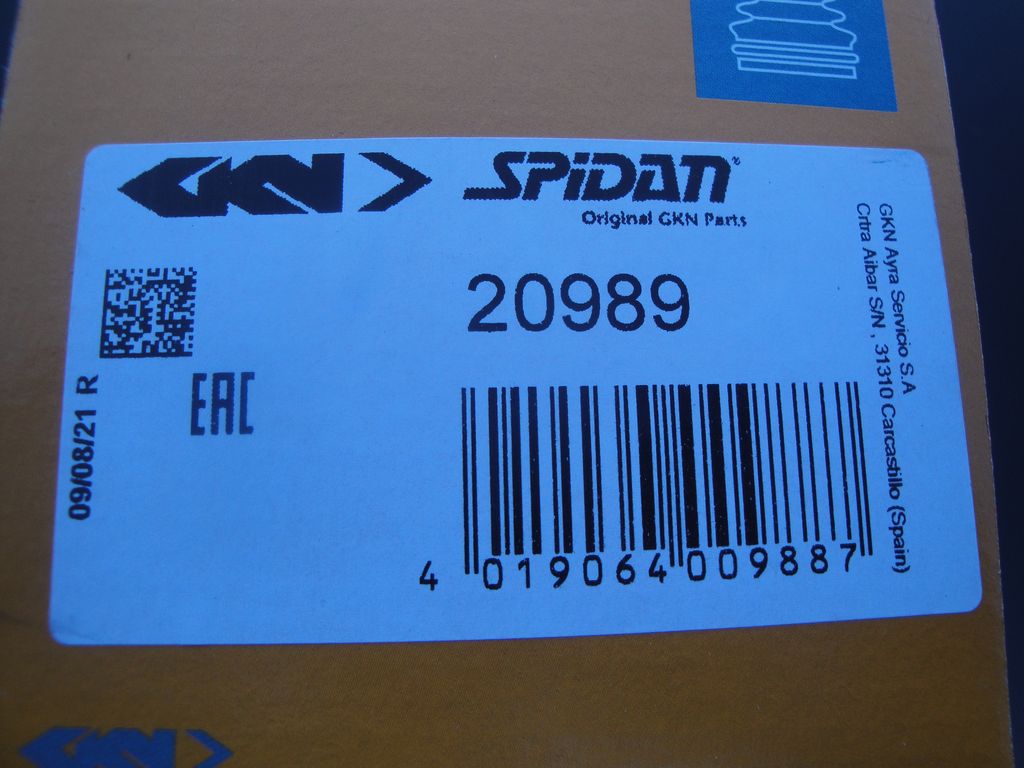 GKN
SPiDAN®
Original GKN Parts
20989
GKN Ayra Servicio S.A
Crtra Aibar S/N , 31310 Carcastillo (Spain)
09/08/21 R
EAC
4 019064 009887
GKN